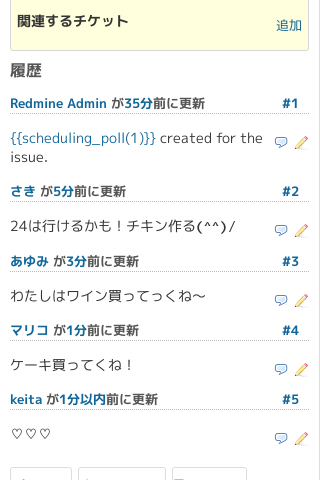 関連するチケット
追加
履歴
Redmine Admin が35分前に更新 #1
{{scheduling_poll(1)}} created for the
issue.
さき が5分前に更新 #2
24は行けるかも！チキン作る(^^)/
あゆみ が3分前に更新 #3
わたしはワイン買ってっくね〜
マリコ が1分前に更新 #4
ケーキ買ってくね！
keita が1分以内前に更新 #5
♡♡♡